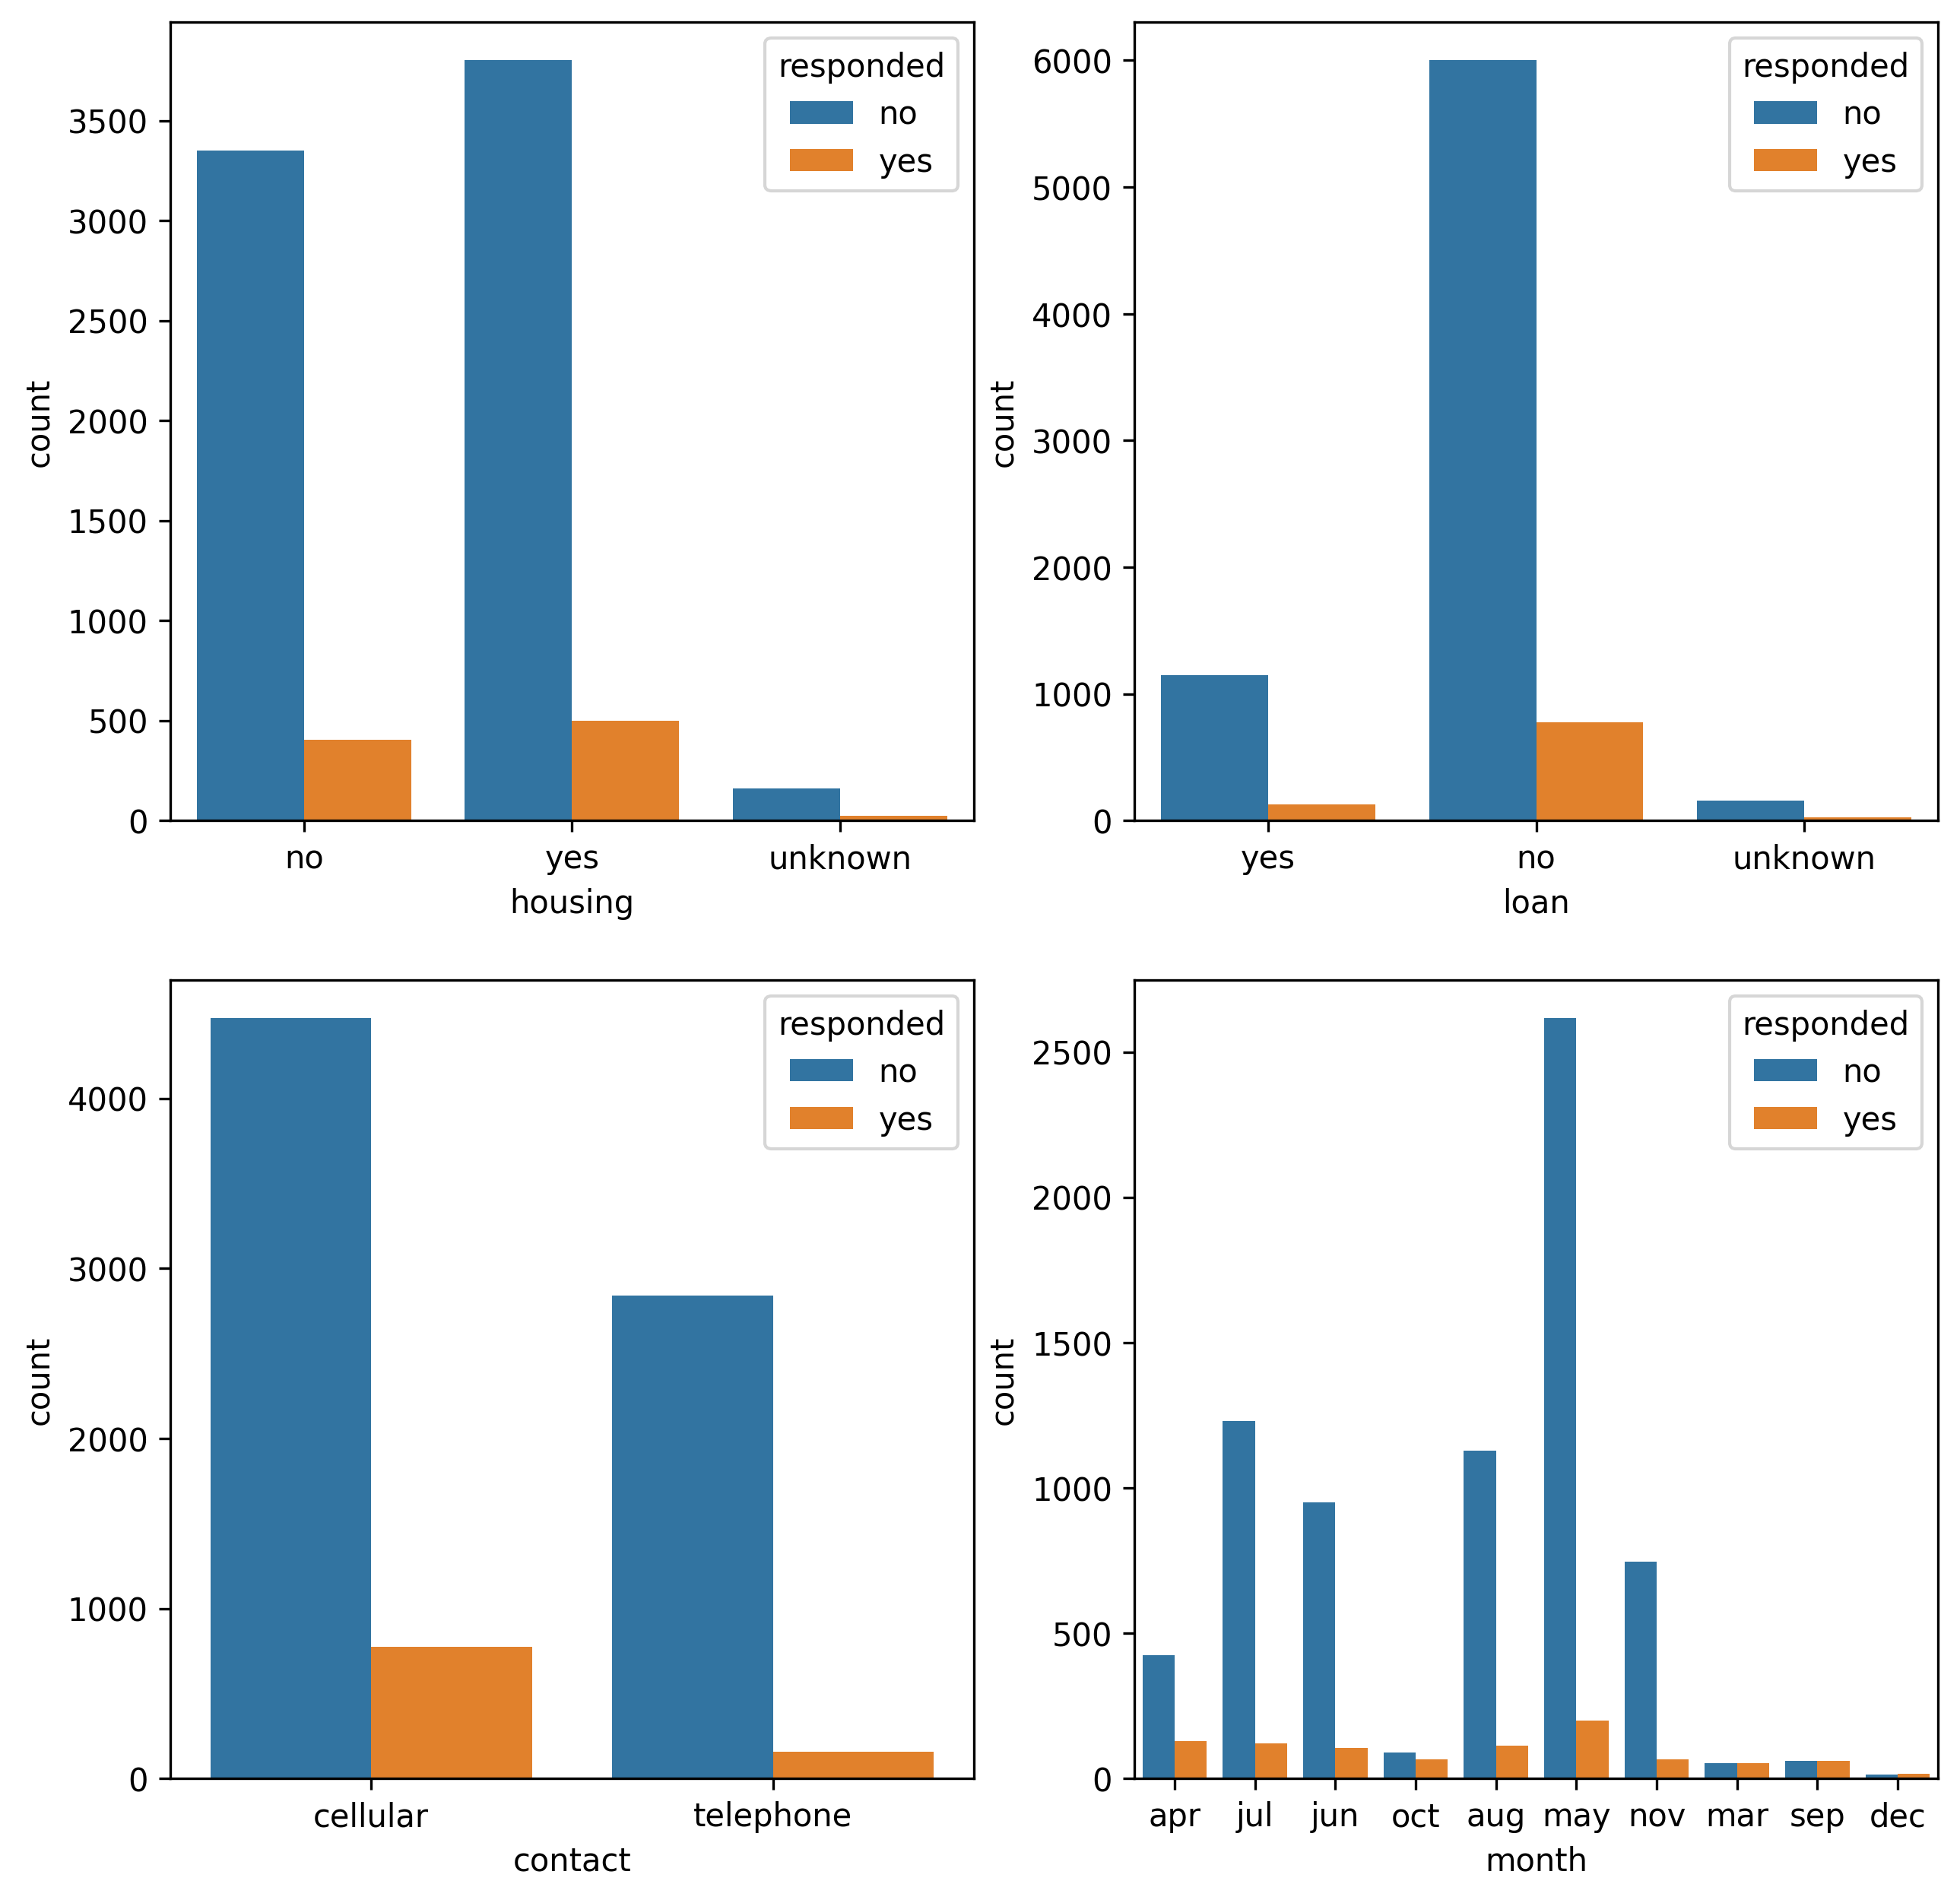 responded
no
yes
3500
3000
2500
2000
1500
1000
500
0
count
no yes unknown
housing
responded
no
yes
6000
5000
4000
3000
2000
1000
0
count
yes no unknown
loan
responded
no
yes
4000
3000
2000
1000
0
count
cellular telephone
contact
responded
no
yes
2500
2000
1500
1000
500
0
count
apr jul jun oct aug may nov mar sep dec
month